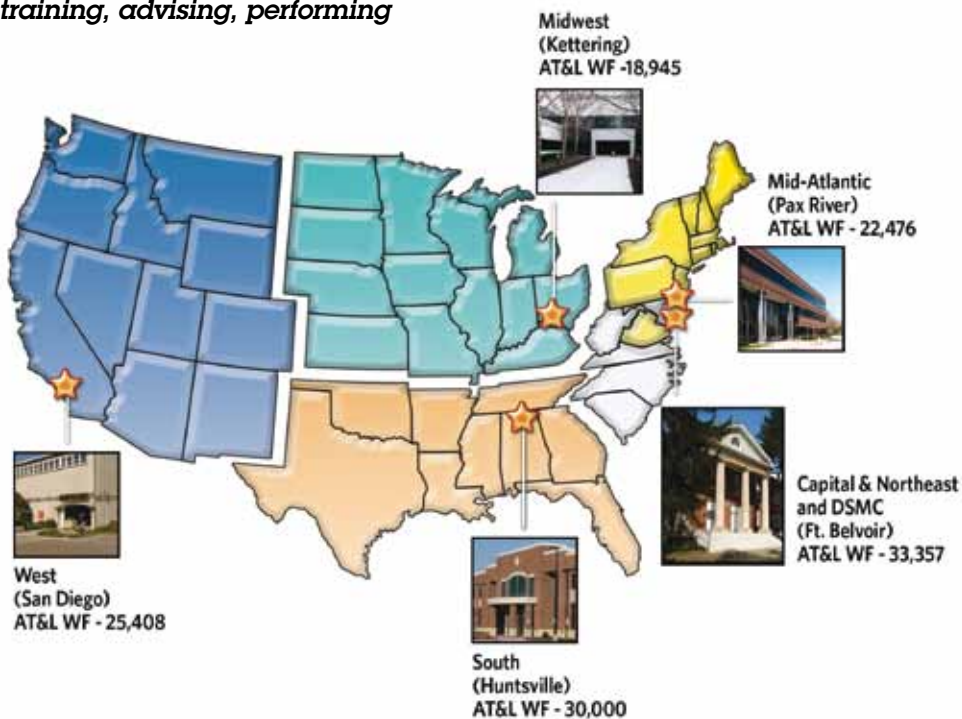 training, advising, performing
Midwest
(Kettering)
AT&L WF -18,945
Mid-Atlantic
(Pax River)
AT&L WF - 22,476
Capital & Northeast
and DSMC
(Ft. Belvoir)
AT&L WF - 33,357
West
(San Diego)
AT&L WF - 25,408
South
(Huntsville)
AT&L WF - 30,000